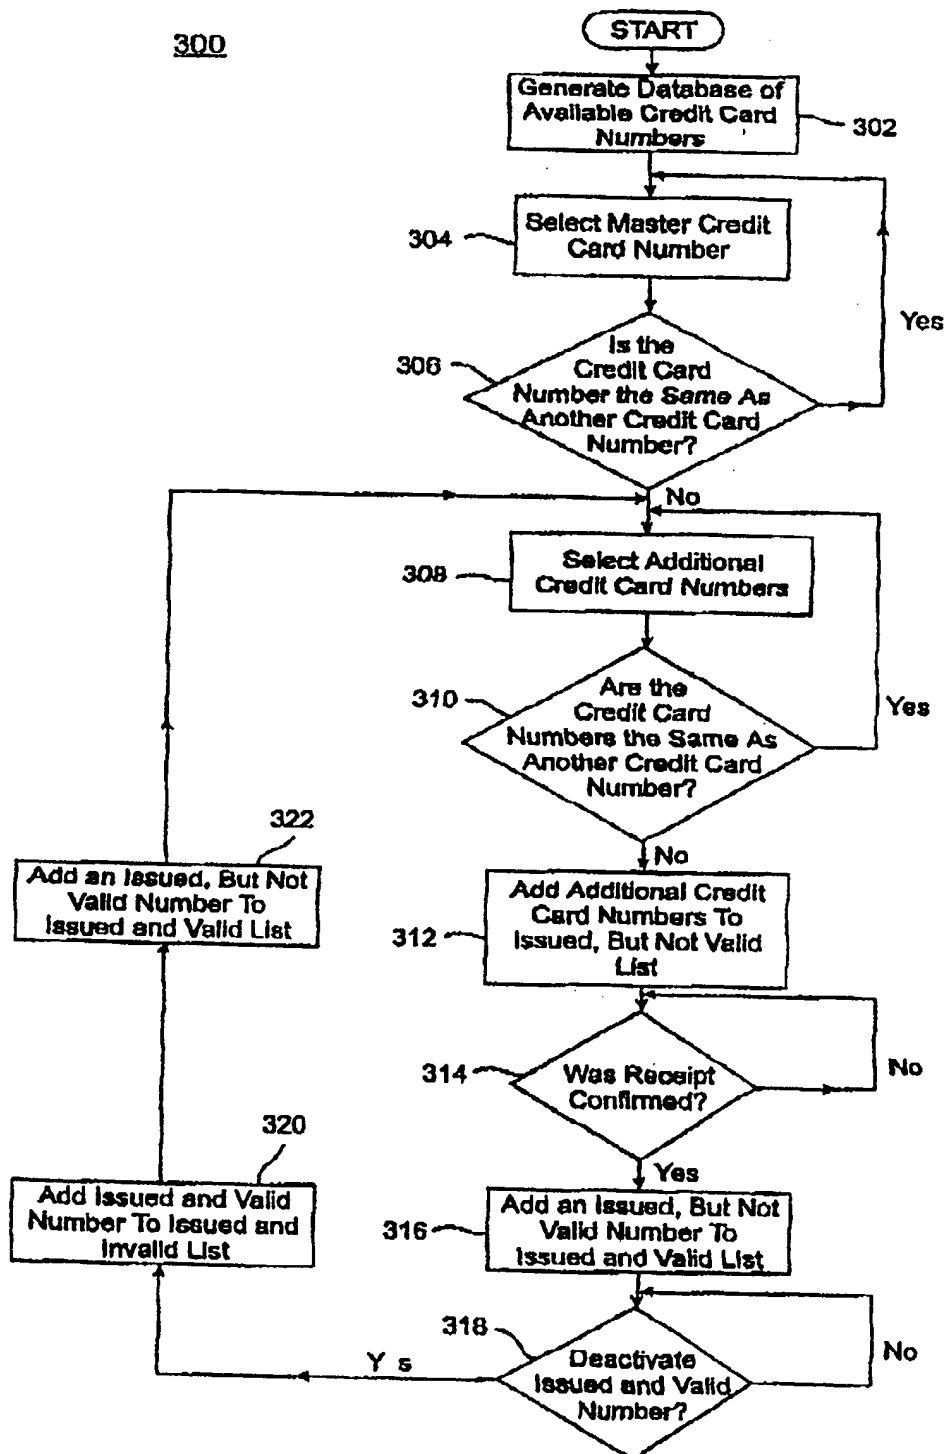 300
START
Generate Database of
Available Credit Card
Numbers
302
Select Master Credit
Card Number
304
Yes
Is the
Credit Card
Number the Same As
Another Credit Card
Number?
306
No
Select Additional
Credit Card Numbers
308
Are the
Credit Card
Numbers the Same As
Another Credit Card
Number?
310
Yes
No
322
Add an Issued, But Not
Valid Number To
Issued and Valid List
Add Additional Credit
Card Numbers To
Issued, But Not Valid
List
312
Was Receipt
Confirmed?
314
No
Yes
320
Add Issued and Valid
Number To Issued and
Invalid List
Add an Issued, But Not
Valid Number To
Issued and Valid List
316
318
Deactivate
Issued and Valid
Number?
No
Y s